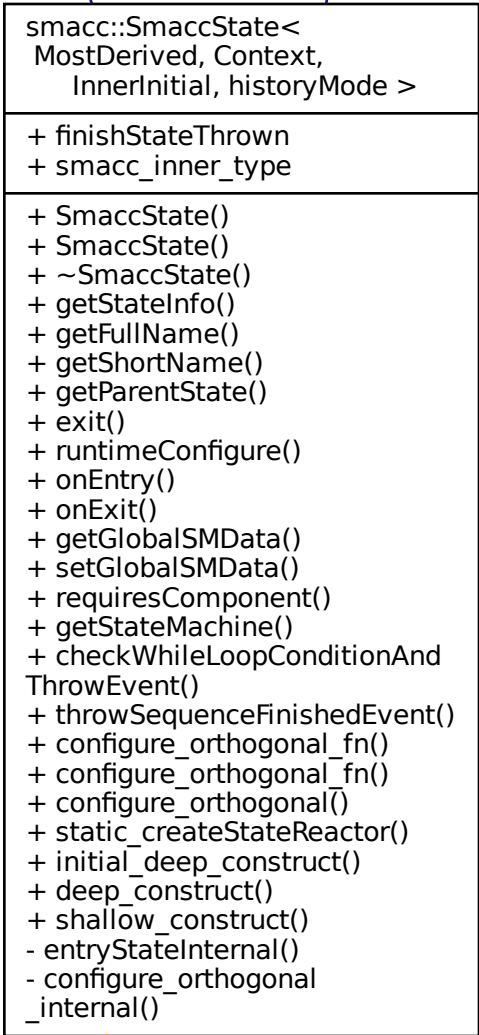 smacc::SmaccState<
MostDerived, Context,
InnerInitial, historyMode >
+ finishStateThrown
+ smacc_inner_type
+ SmaccState()
+ SmaccState()
+ ~SmaccState()
+ getStateInfo()
+ getFullName()
+ getShortName()
+ getParentState()
+ exit()
+ runtimeConfigure()
+ onEntry()
+ onExit()
+ getGlobalSMData()
+ setGlobalSMData()
+ requiresComponent()
+ getStateMachine()
+ checkWhileLoopConditionAnd
ThrowEvent()
+ throwSequenceFinishedEvent()
+ configure_orthogonal_fn()
+ configure_orthogonal_fn()
+ configure_orthogonal()
+ static_createStateReactor()
+ initial_deep_construct()
+ deep_construct()
+ shallow_construct()
- entryStateInternal()
- configure_orthogonal
_internal()